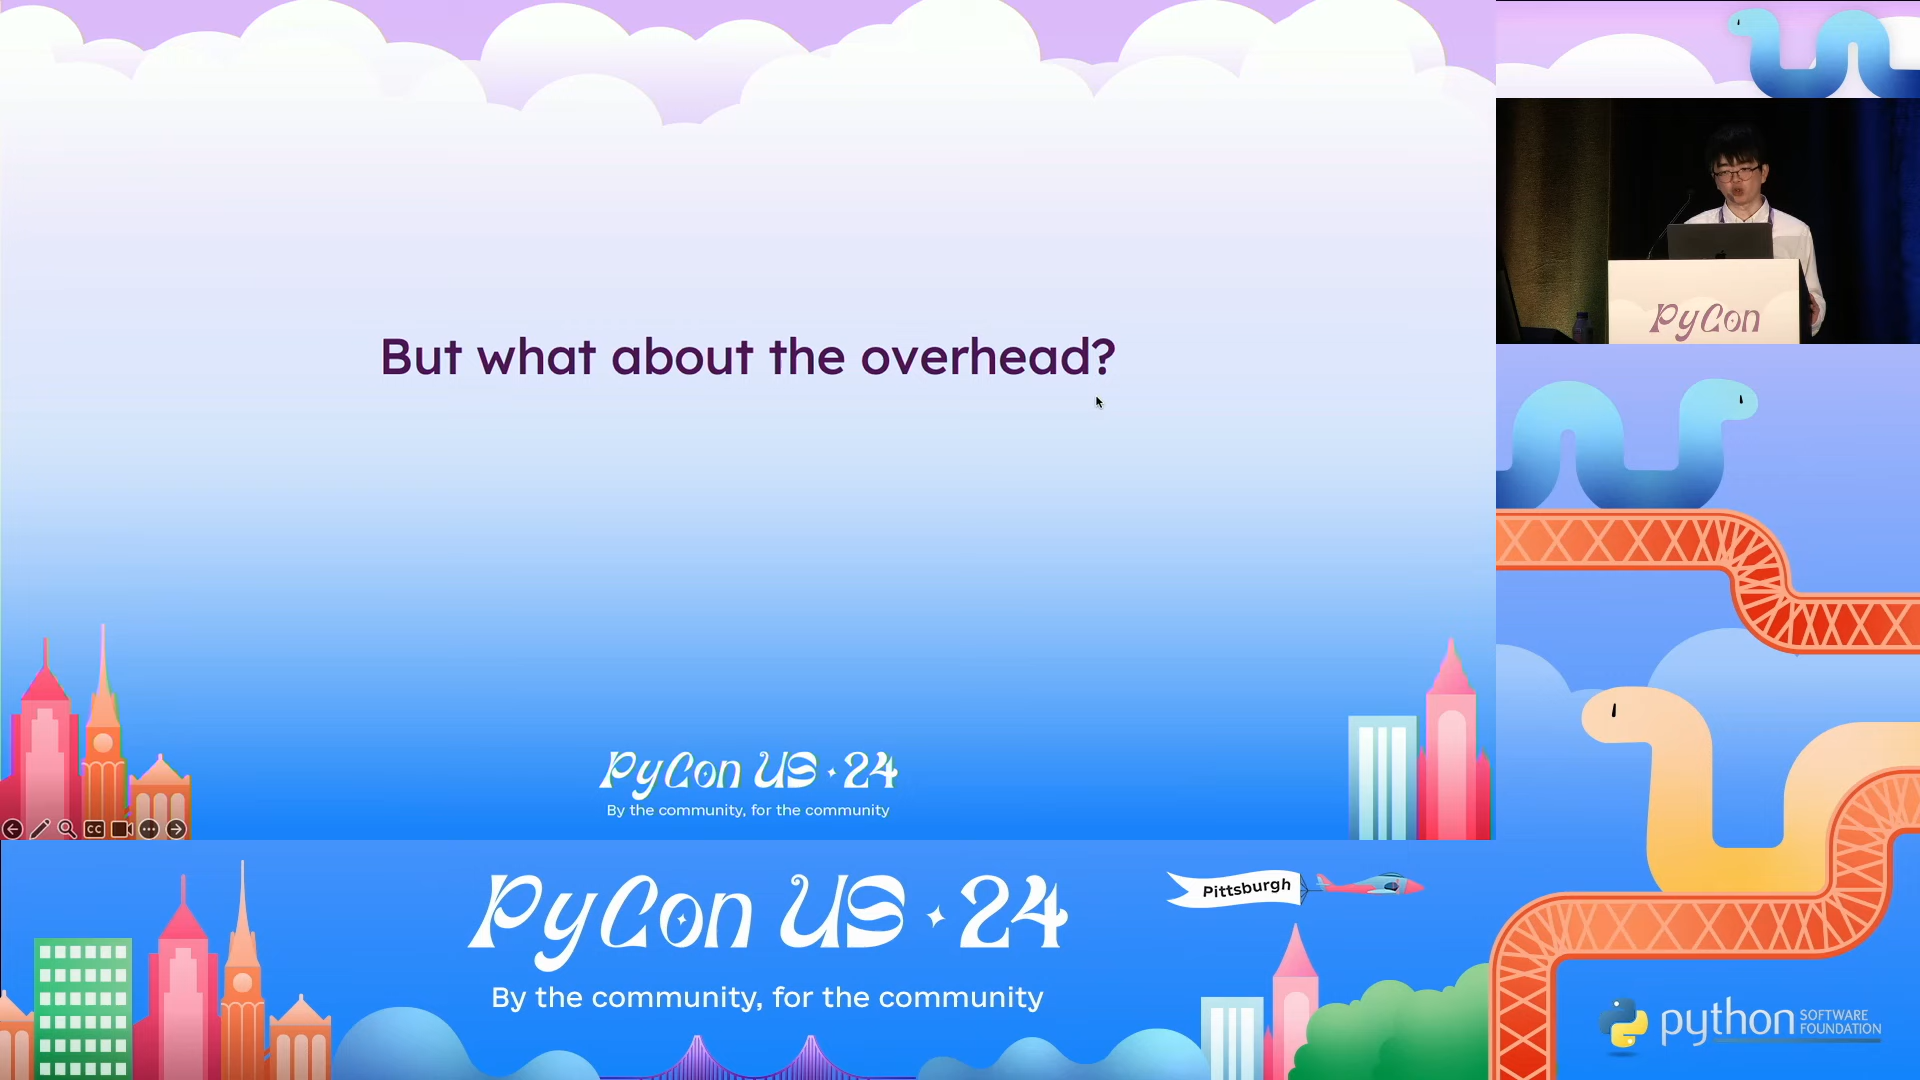 But what about the overhead?
PyCon US 24
By the community, for the community
CC
PyCon
PyCon US 24
By the community, for the community
Pittsburgh
python
SOFTWARE
FOUNDATION